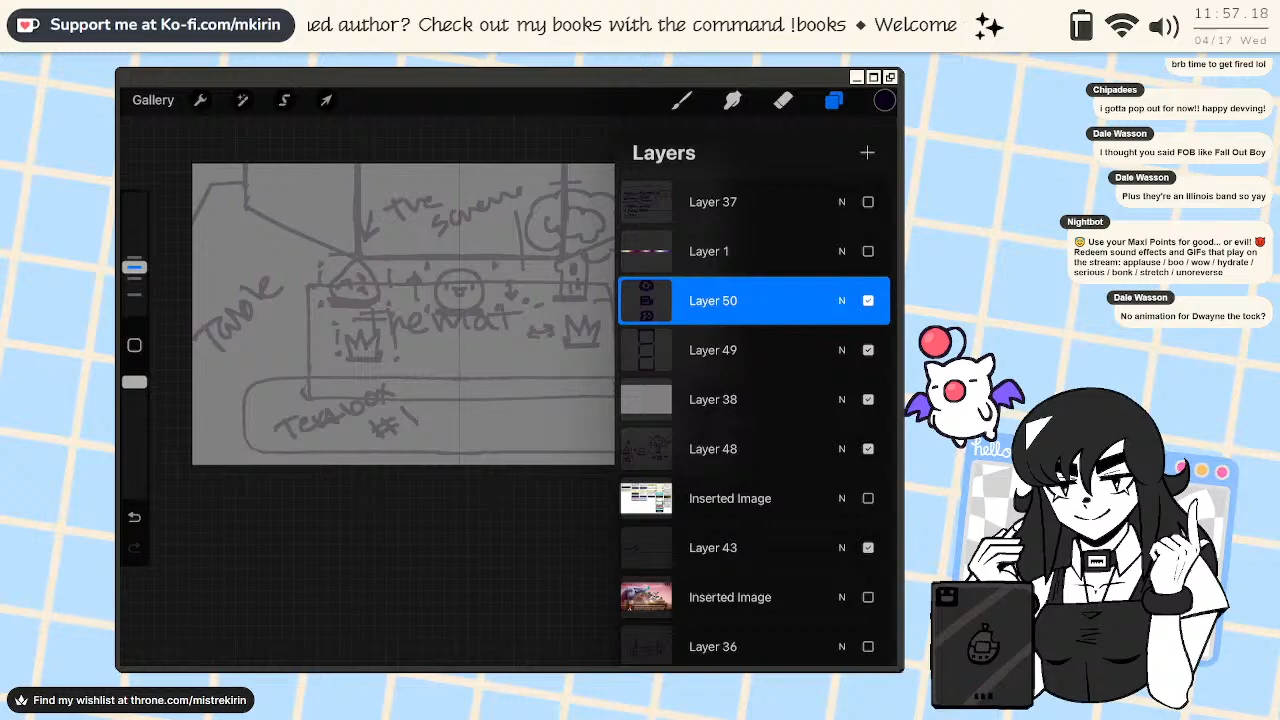 Support me at Ko-fi.com/mkirin
ued author? Check out my books with the command !books ◆ Welcome
11:57.18
04/17 Wed
brb time to get fired lol
Chipadees
i gotta pop out for now!! happy devving!
Dale Wasson
I thought you said FOB like Fall Out Boy
Dale Wasson
Plus they're an Illinois band so yay
Nightbot
😇 Use your Maxi Points for good... or evil! 😈
Redeem sound effects and GIFs that play on
the stream: applause / boo / wow / hydrate /
serious / bonk / stretch / unoreverse
Dale Wasson
No animation for Dwayne the tock?
Gallery
Layers
Layer 37 N
Layer 1 N
Layer 50 N
Layer 49 N
Layer 38 N
Layer 48 N
Inserted Image N
Layer 43 N
Inserted Image N
Layer 36 N
TV screen
Table
The Mat
Textbox
#1
hello
Find my wishlist at throne.com/mistrekirin